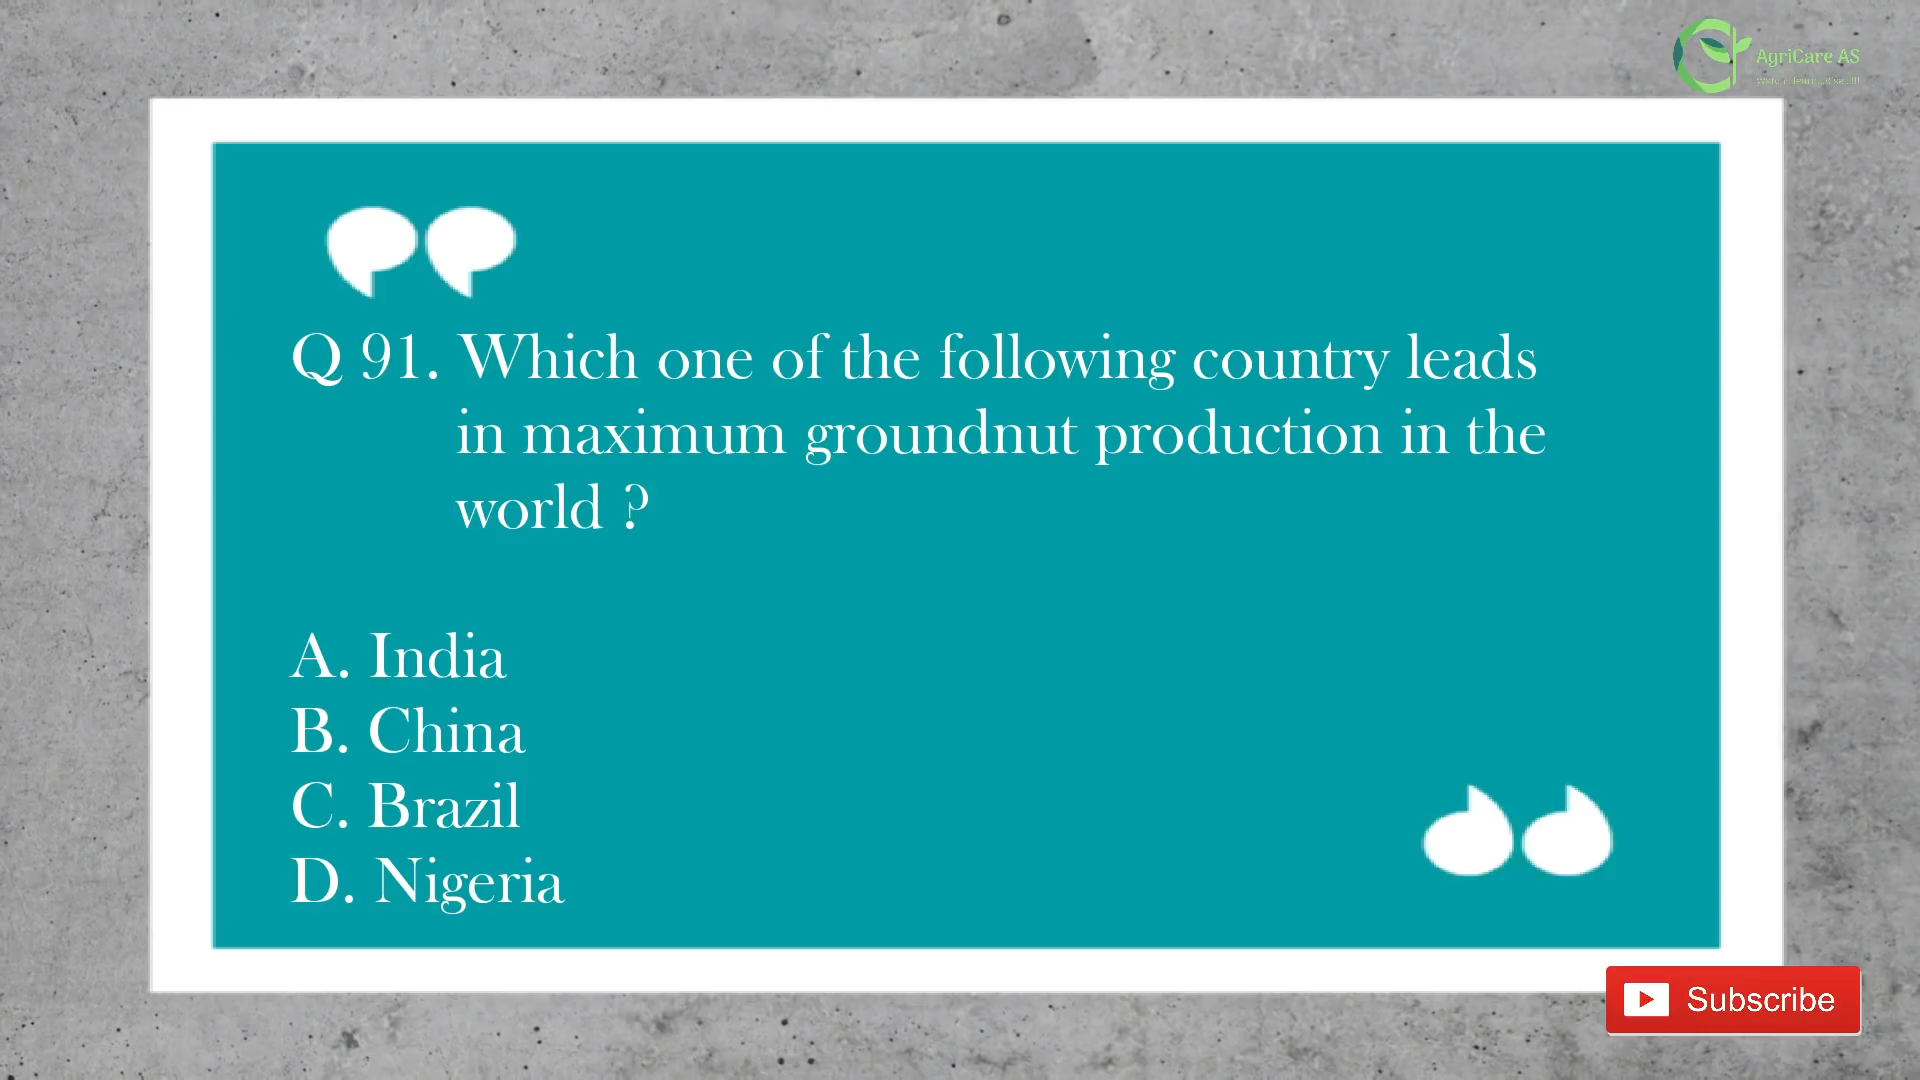 AgriCare AS
Q 91. Which one of the following country leads
in maximum groundnut production in the
world ?
A. India
B. China
C. Brazil
D. Nigeria
Subscribe